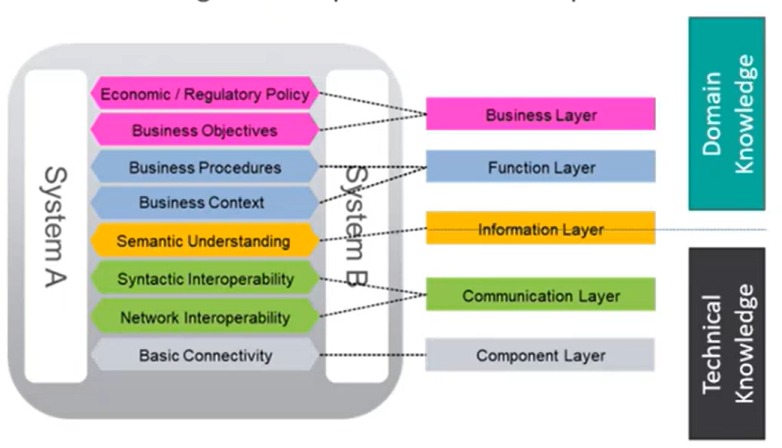 System A
Economic / Regulatory Policy
Business Objectives
Business Procedures
Business Context
Semantic Understanding
Syntactic Interoperability
Network Interoperability
Basic Connectivity
System B
Business Layer
Function Layer
Information Layer
Communication Layer
Component Layer
Domain
Knowledge
Technical
Knowledge